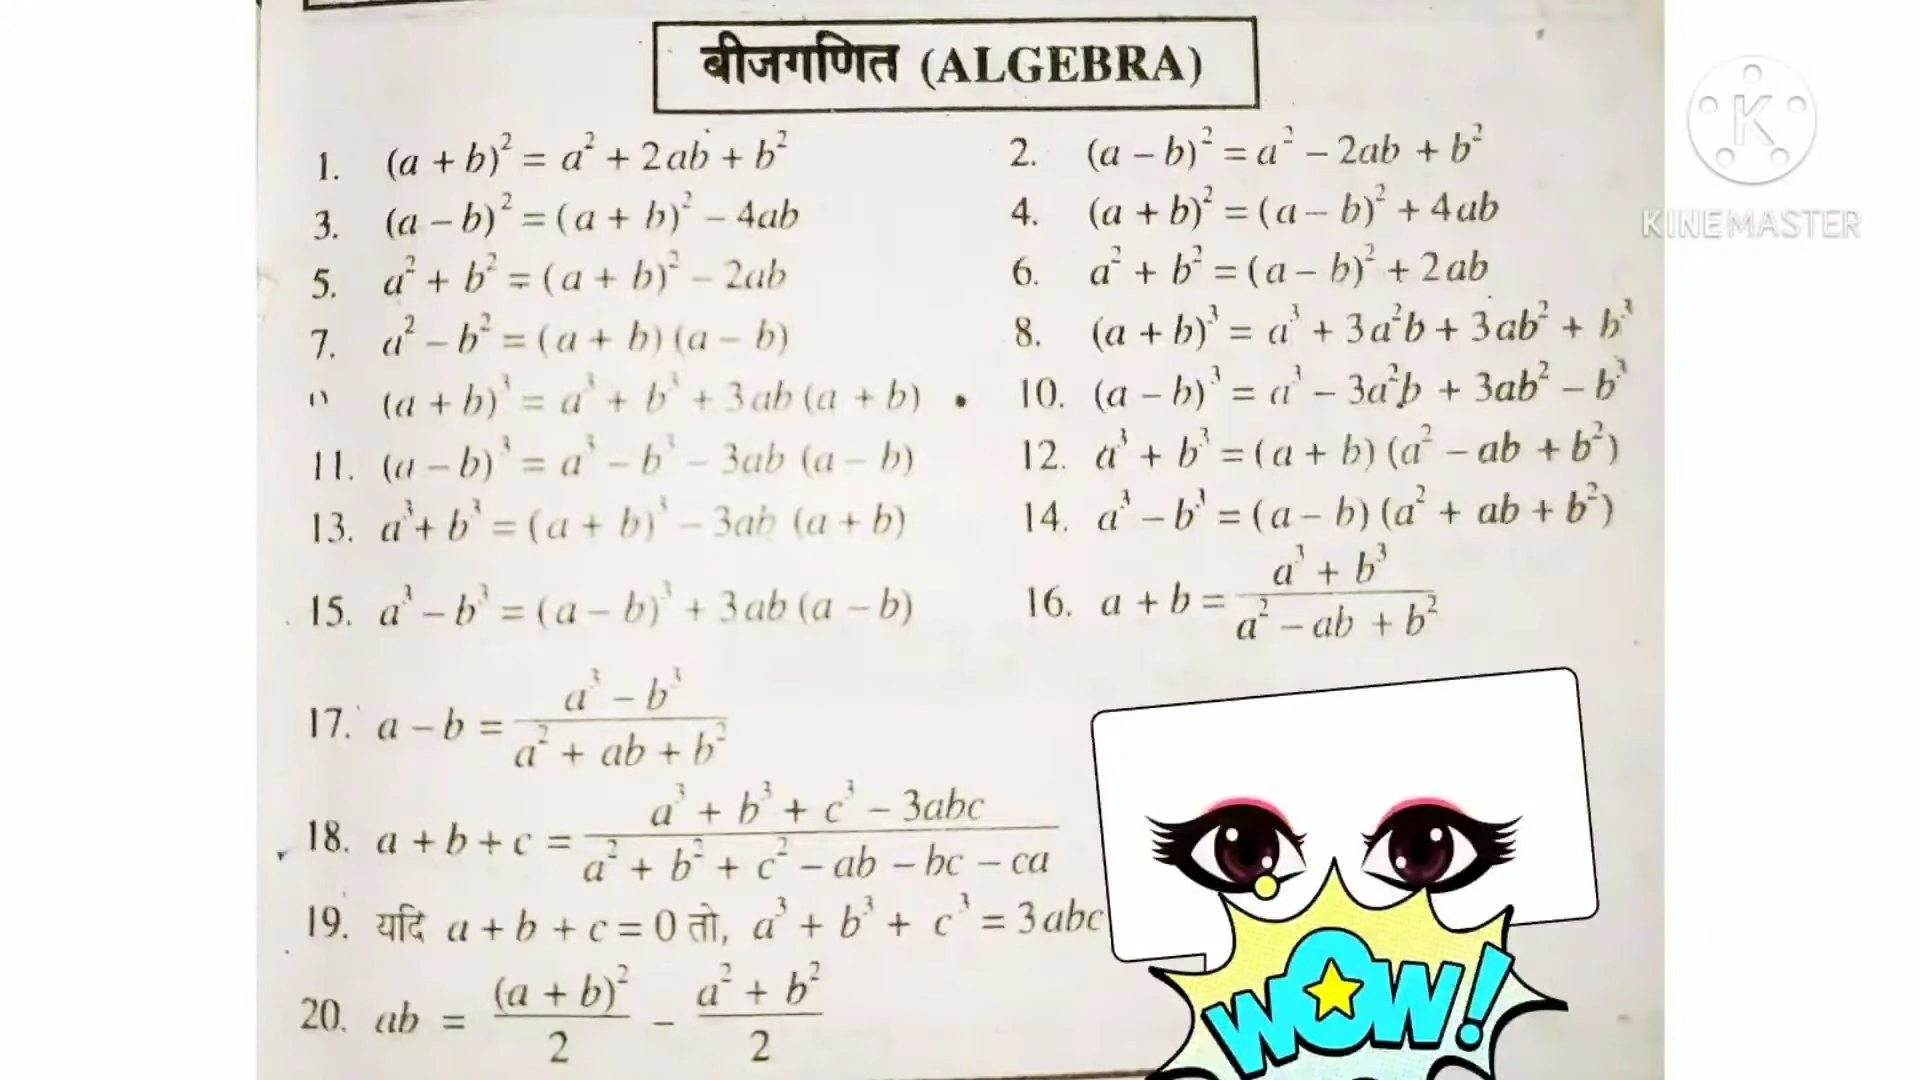 बीजगणित (ALGEBRA)
1. (a + b)² = a² + 2ab + b²
2. (a – b)² = a² – 2ab + b²
3. (a – b)² = (a + b)² – 4ab
4. (a + b)² = (a – b)² + 4ab
5. a² + b² = (a + b)² – 2ab
6. a² + b² = (a – b)² + 2ab
7. a² – b² = (a + b) (a – b)
8. (a + b)³ = a³ + 3a²b + 3ab² + b³
(a + b)³ = a³ + b³ + 3ab (a + b)
10. (a – b)³ = a³ – 3a²b + 3ab² – b³
11. (a – b)³ = a³ – b³ – 3ab (a – b)
12. a³ + b³ = (a + b) (a² – ab + b²)
13. a³ + b³ = (a + b)³ – 3ab (a + b)
14. a³ – b³ = (a – b) (a² + ab + b²)
15. a³ – b³ = (a – b)³ + 3ab (a – b)
16. a + b = (a³ + b³) / (a² – ab + b²)
17. a – b = (a³ – b³) / (a² + ab + b²)
18. a + b + c = (a³ + b³ + c³ – 3abc) / (a² + b² + c² – ab – bc – ca)
19. यदि a + b + c = 0 तो, a³ + b³ + c³ = 3abc
20. ab = (a + b)² / 2 – (a² + b²) / 2
K
KINEMASTER
WOW!